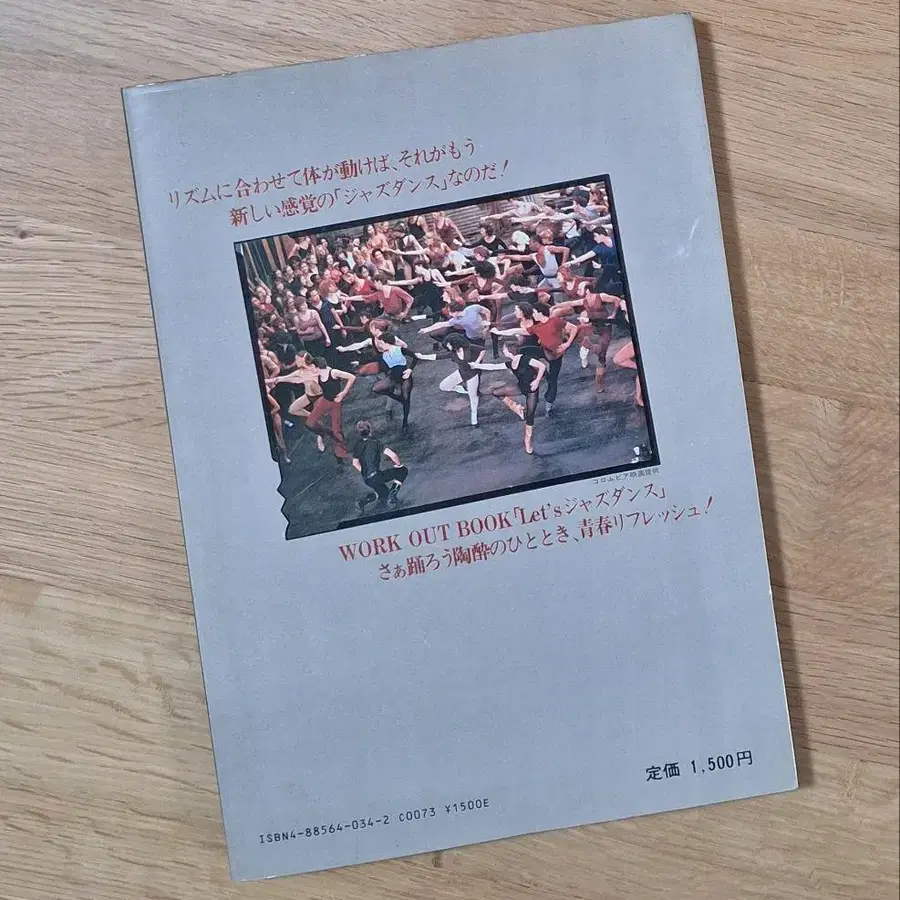 リズムに合わせて体が動けば、それがもう
新しい感覚の「ジャズダンス」なのだ！
コロムビア映画提供
WORK OUT BOOK「Let'sジャズダンス」
さぁ踊ろう陶酔のひととき、青春リフレッシュ！
定価 1,500円
ISBN4-88564-034-2 C0073 ¥1500E